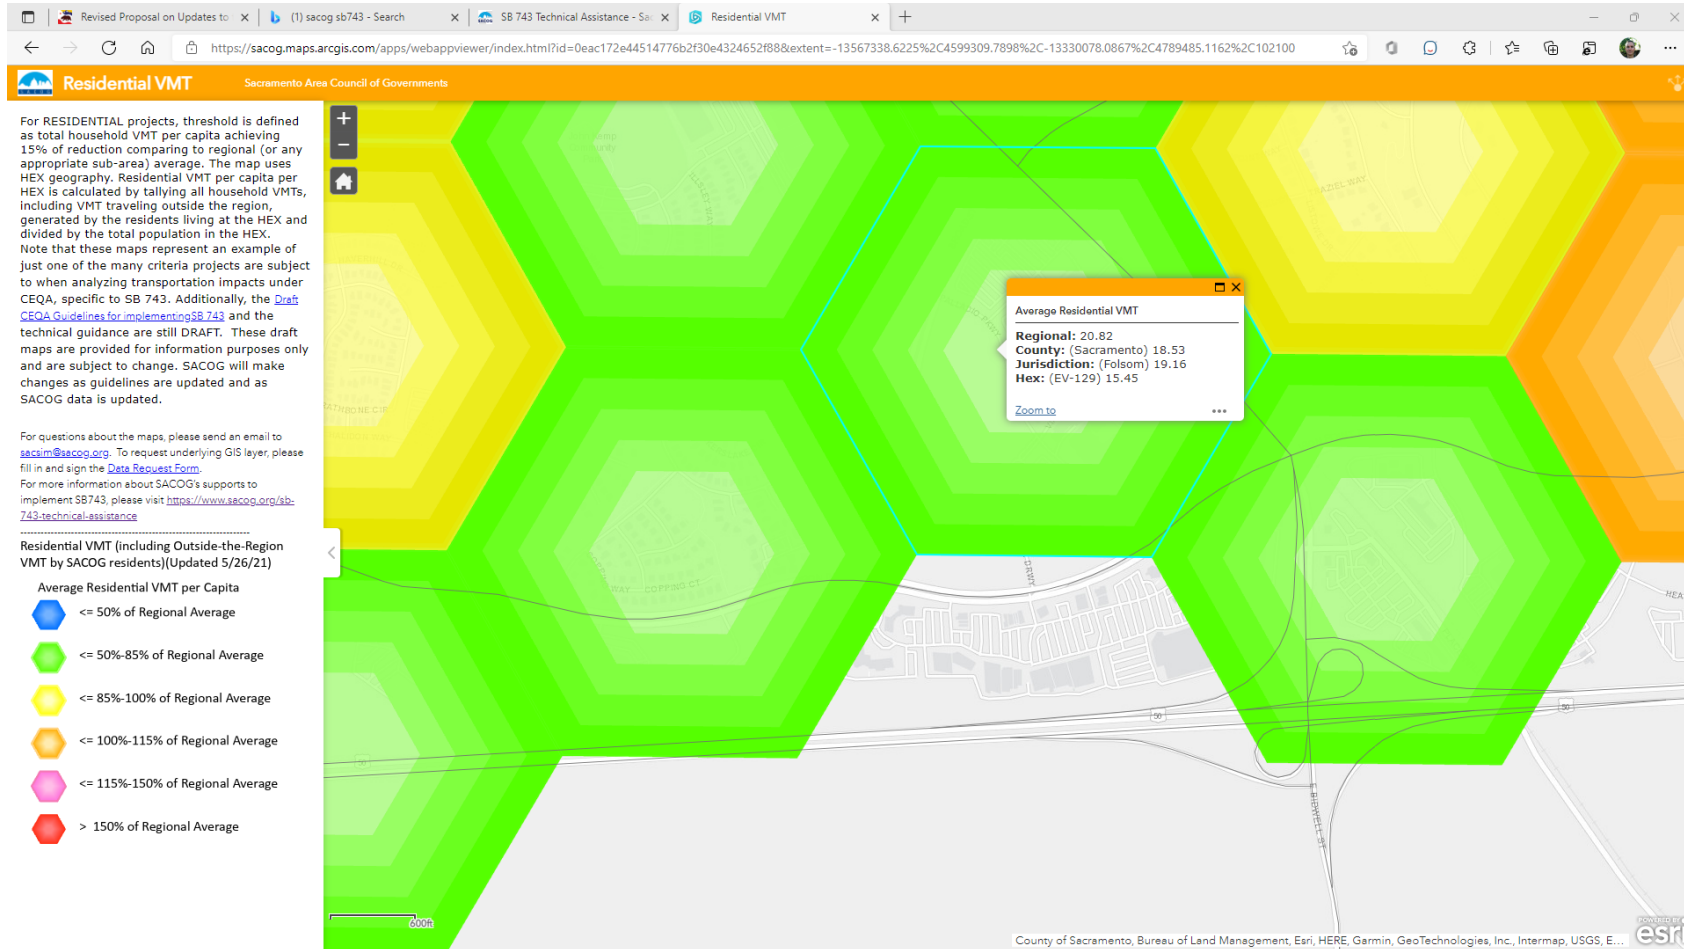 Revised Proposal on Updates to
(1) sacog sb743 - Search
SB 743 Technical Assistance - Sac
Residential VMT
https://sacog.maps.arcgis.com/apps/webappviewer/index.html?id=0eac172e44514776b2f30e4324652f88&extent=-13567338.6225%2C4599309.7898%2C-13330078.0867%2C4789485.1162%2C102100
Residential VMT
Sacramento Area Council of Governments
For RESIDENTIAL projects, threshold is defined
as total household VMT per capita achieving
15% of reduction comparing to regional (or any
appropriate sub-area) average. The map uses
HEX geography. Residential VMT per capita per
HEX is calculated by tallying all household VMTs,
including VMT traveling outside the region,
generated by the residents living at the HEX and
divided by the total population in the HEX.
Note that these maps represent an example of
just one of the many criteria projects are subject
to when analyzing transportation impacts under
CEQA, specific to SB 743. Additionally, the Draft
CEQA Guidelines for implementingSB 743 and the
technical guidance are still DRAFT. These draft
maps are provided for information purposes only
and are subject to change. SACOG will make
changes as guidelines are updated and as
SACOG data is updated.
For questions about the maps, please send an email to
sacsim@sacog.org. To request underlying GIS layer, please
fill in and sign the Data Request Form.
For more information about SACOG's supports to
implement SB743, please visit https://www.sacog.org/sb-
743-technical-assistance
Residential VMT (including Outside-the-Region
VMT by SACOG residents)(Updated 5/26/21)
Average Residential VMT per Capita
<= 50% of Regional Average
<= 50%-85% of Regional Average
<= 85%-100% of Regional Average
<= 100%-115% of Regional Average
<= 115%-150% of Regional Average
> 150% of Regional Average
+
−
Average Residential VMT
Regional: 20.82
County: (Sacramento) 18.53
Jurisdiction: (Folsom) 19.16
Hex: (EV-129) 15.45
Zoom to
COPPING CT
DRWY
50
50
50
E BIDWELL ST
600ft
County of Sacramento, Bureau of Land Management, Esri, HERE, Garmin, GeoTechnologies, Inc., Intermap, USGS, E...
POWERED BY
esri